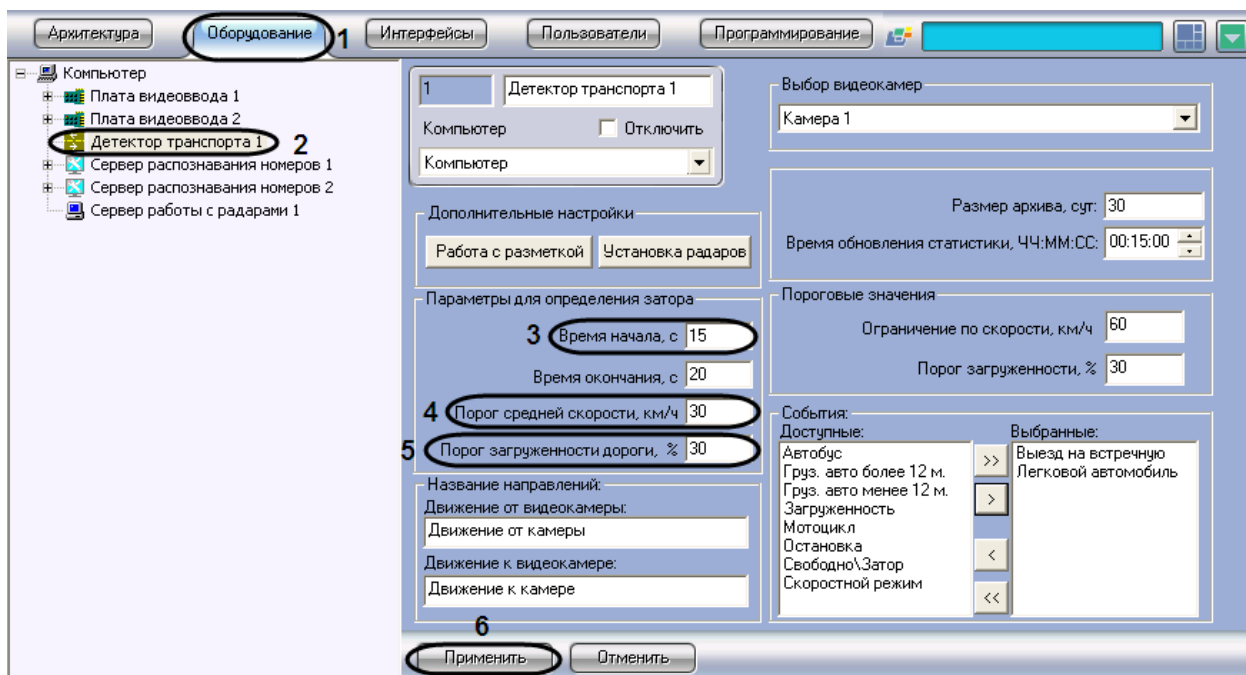 Архитектура
Оборудование
1
Интерфейсы
Пользователи
Программирование
Компьютер
Плата видеоввода 1
Плата видеоввода 2
Детектор транспорта 1
2
Сервер распознавания номеров 1
Сервер распознавания номеров 2
Сервер работы с радарами 1
1
Детектор транспорта 1
Компьютер
Отключить
Компьютер
Дополнительные настройки
Работа с разметкой
Установка радаров
Параметры для определения затора
3
Время начала, с 15
Время окончания, с 20
4
Порог средней скорости, км/ч 30
5
Порог загруженности дороги, % 30
Название направлений:
Движение от видеокамеры:
Движение от камеры
Движение к видеокамере:
Движение к камере
Выбор видеокамер
Камера 1
Размер архива, сут: 30
Время обновления статистики, ЧЧ:ММ:СС: 00:15:00
Пороговые значения
Ограничение по скорости, км/ч 60
Порог загруженности, % 30
События:
Доступные:
Автобус
Груз. авто более 12 м.
Груз. авто менее 12 м.
Загруженность
Мотоцикл
Остановка
Свободно\Затор
Скоростной режим
>>
>
<
<<
Выбранные:
Выезд на встречную
Легковой автомобиль
6
Применить
Отменить